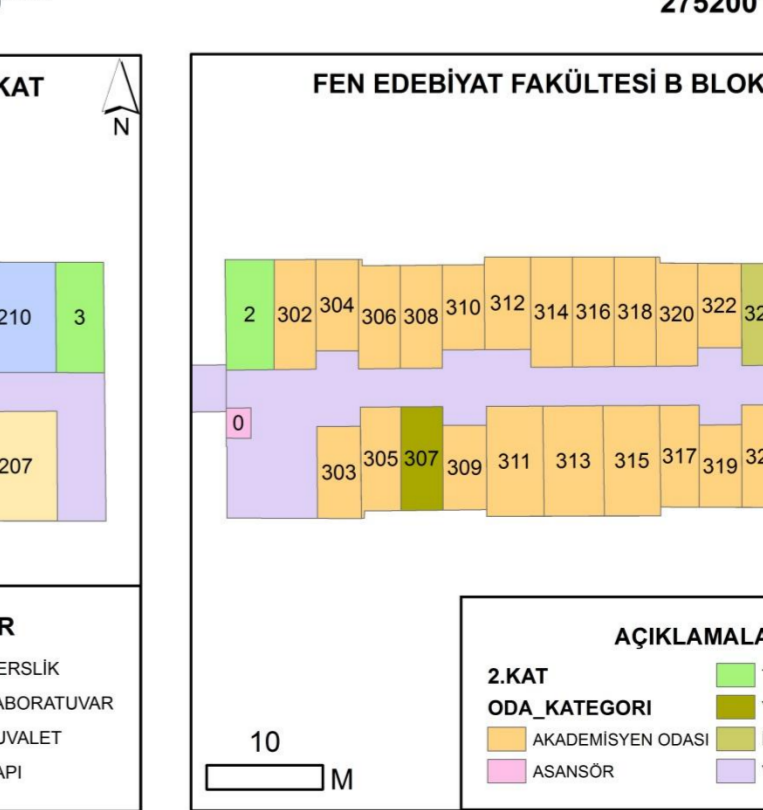 275200
KAT
N
210
3
207
R
ERSLİK
ABORATUVAR
UVALET
API
FEN EDEBİYAT FAKÜLTESİ B BLOK
2 302 304 306 308 310 312 314 316 318 320 322 32
0
303 305 307 309 311 313 315 317 319 32
10
M
AÇIKLAMALA
2.KAT
ODA_KATEGORI
AKADEMİSYEN ODASI
ASANSÖR